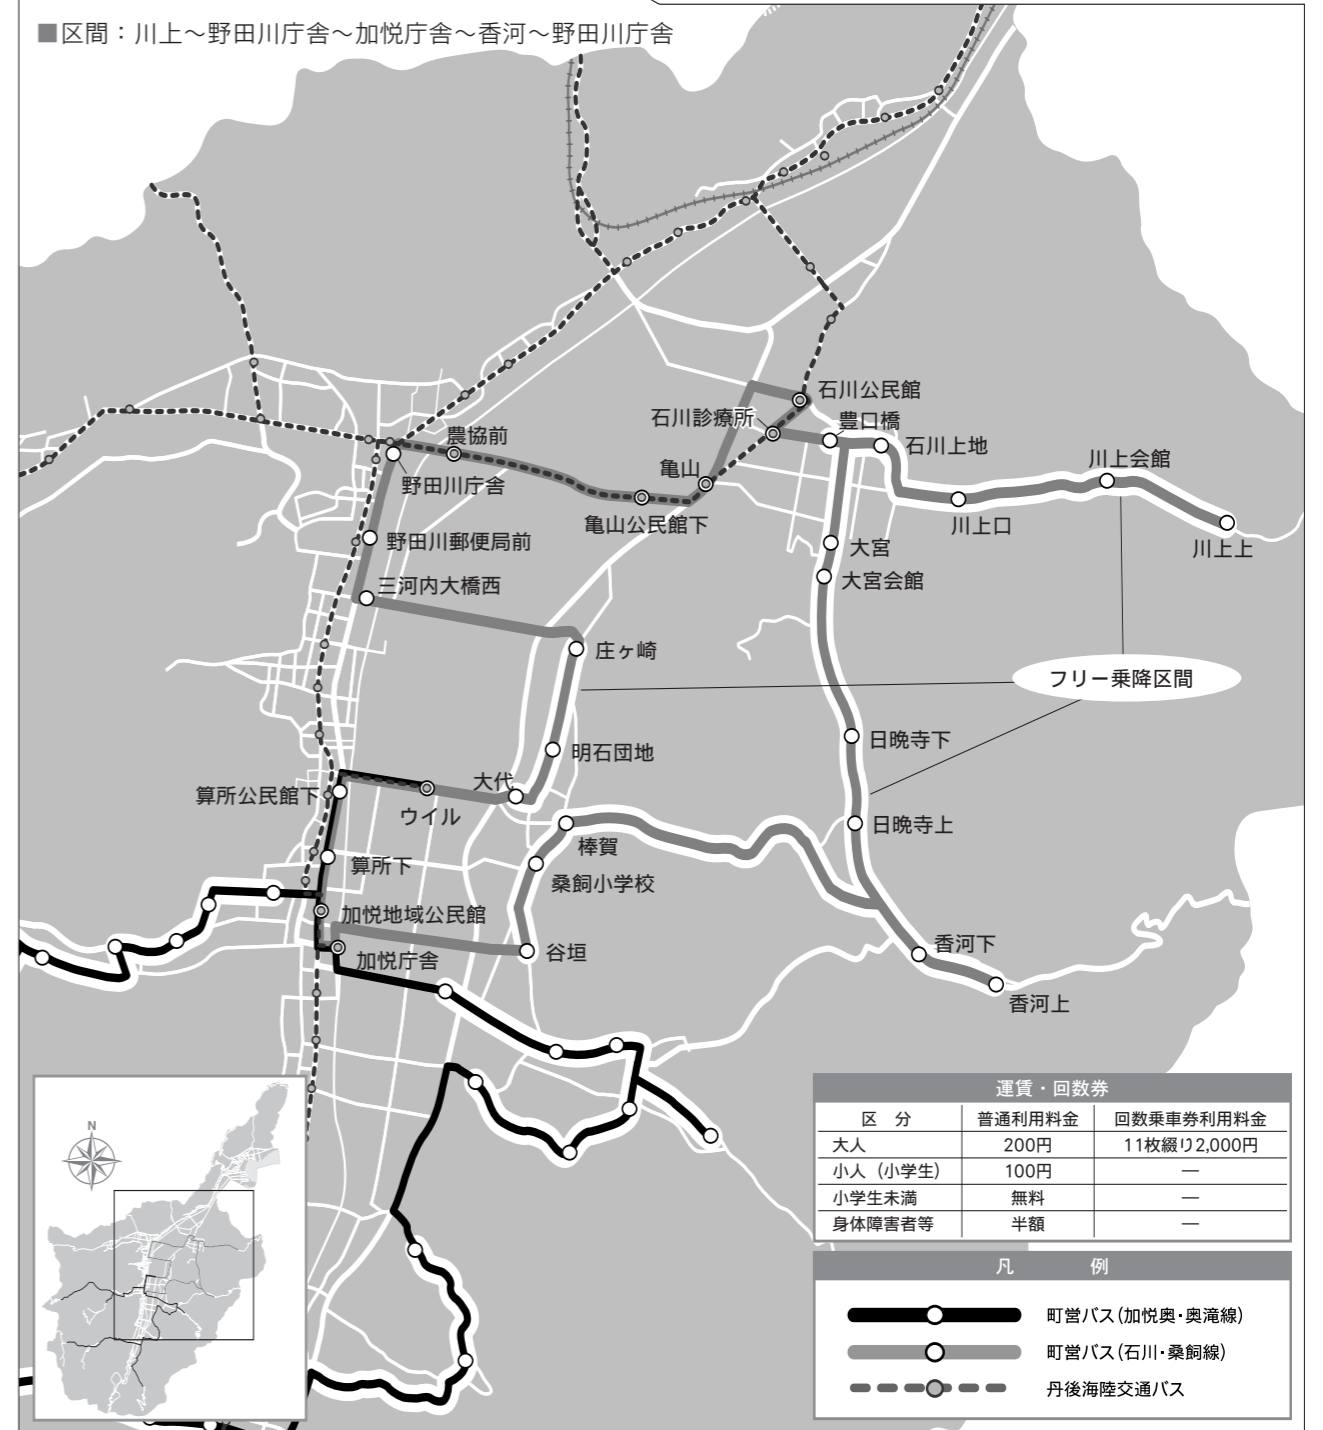 ■区間：川上～野田川庁舎～加悦庁舎～香河～野田川庁舎
石川公民館
石川診療所
豊口橋
石川上地
農協前
亀山
川上会館
野田川庁舎
亀山公民館下
川上口
川上上
野田川郵便局前
大宮
大宮会館
三河内大橋西
庄ヶ崎
フリー乗降区間
日晩寺下
明石団地
大代
算所公民館下
ウイル
日晩寺上
棒賀
算所下
桑飼小学校
加悦地域公民館
加悦庁舎
谷垣
香河下
香河上
N
運賃・回数券
区 分 普通利用料金 回数乗車券利用料金
大人 200円 11枚綴り2,000円
小人（小学生） 100円 ―
小学生未満 無料 ―
身体障害者等 半額 ―
凡 例
町営バス(加悦奥・奥滝線)
町営バス(石川・桑飼線)
丹後海陸交通バス